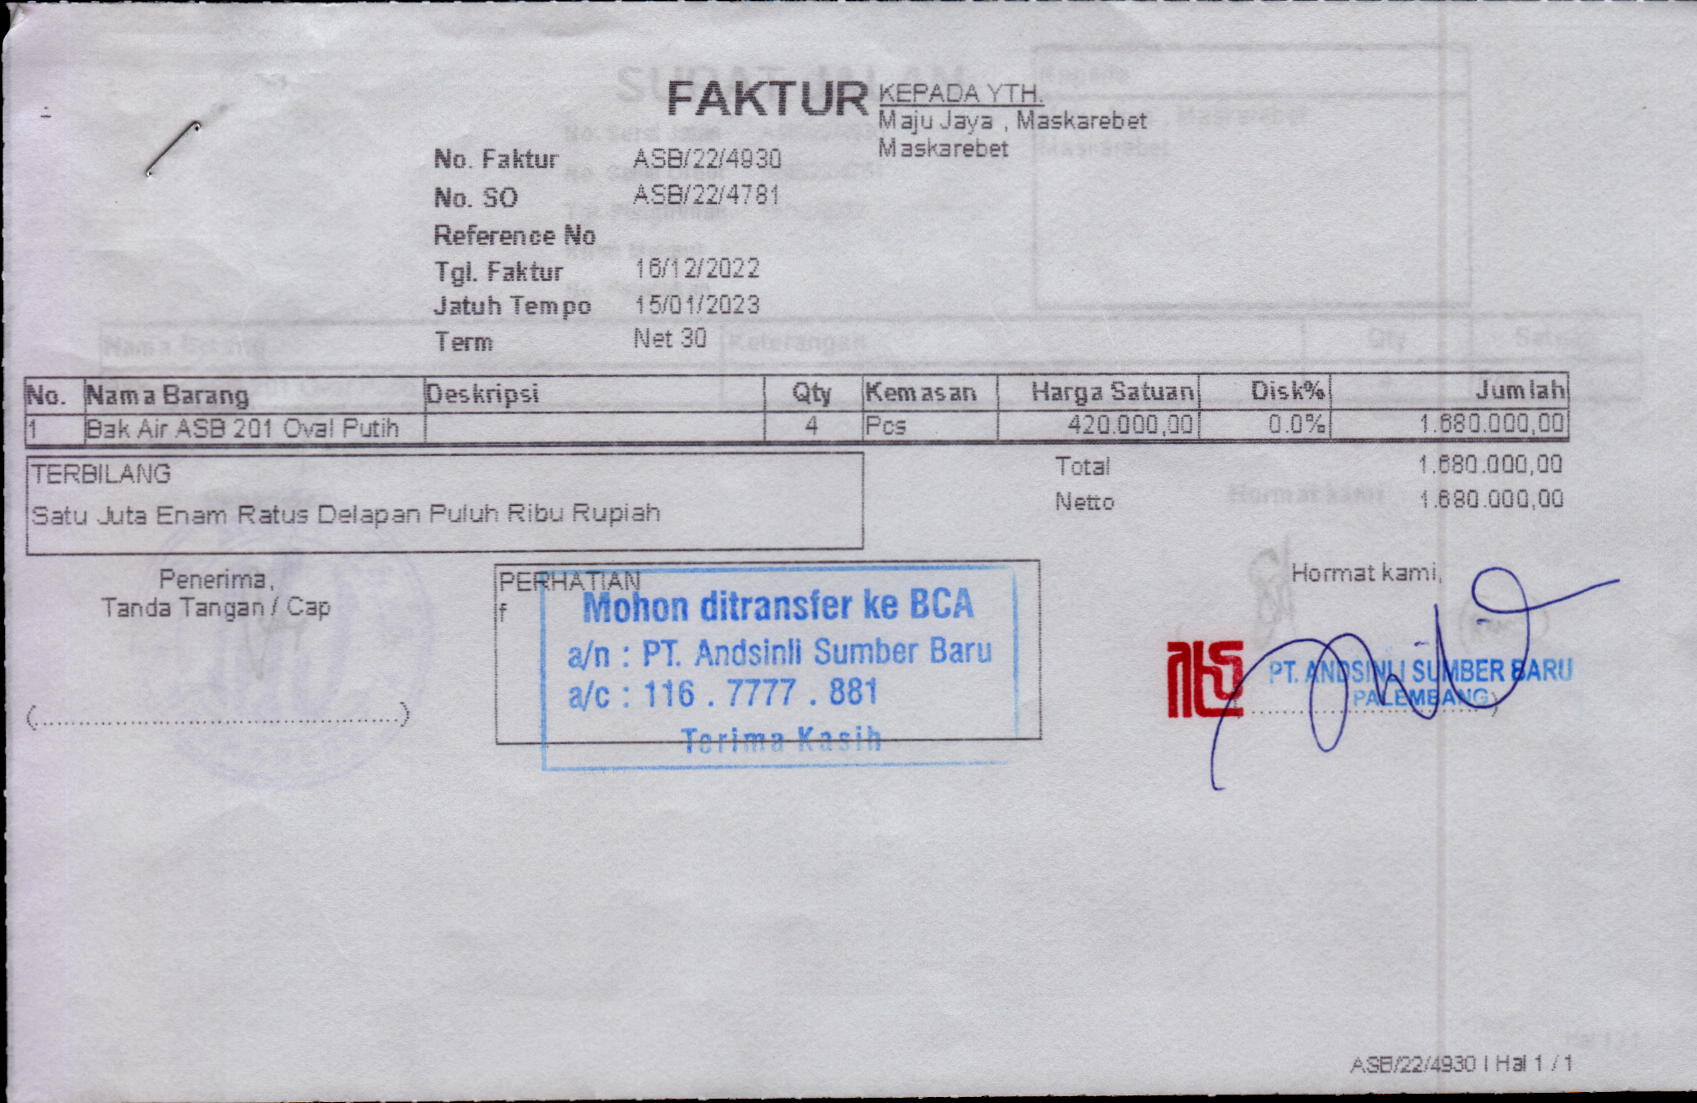 FAKTUR
KEPADA YTH.
Maju Jaya , Maskarebet
Maskarebet
No. Faktur ASB/22/4930
No. SO ASB/22/4781
Reference No
Tgl. Faktur 16/12/2022
Jatuh Tempo 15/01/2023
Term Net 30
No. Nama Barang Deskripsi Qty Kemasan Harga Satuan Disk% Jumlah
1 Bak Air ASB 201 Oval Putih 4 Pcs 420.000,00 0.0% 1.680.000,00
TERBILANG
Satu Juta Enam Ratus Delapan Puluh Ribu Rupiah
Total 1.680.000,00
Netto 1.680.000,00
Penerima,
Tanda Tangan / Cap
(................................................)
PERHATIAN
f
Mohon ditransfer ke BCA
a/n : PT. Andsinli Sumber Baru
a/c : 116 . 7777 . 881
Terima Kasih
Hormat kami,
PT. ANDSINLI SUMBER BARU
PALEMBANG
ASB/22/4930 | Hal 1 / 1